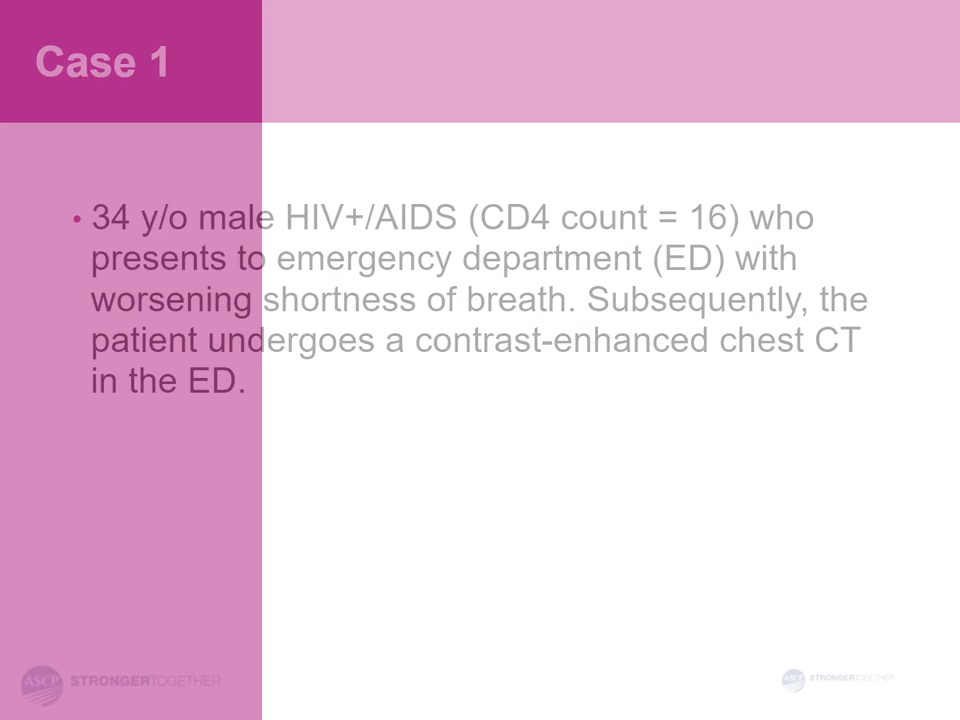 Case 1
• 34 y/o male HIV+/AIDS (CD4 count = 16) who
presents to emergency department (ED) with
worsening shortness of breath. Subsequently, the
patient undergoes a contrast-enhanced chest CT
in the ED.
ASCP STRONGERTOGETHER
ASCP STRONGERTOGETHER